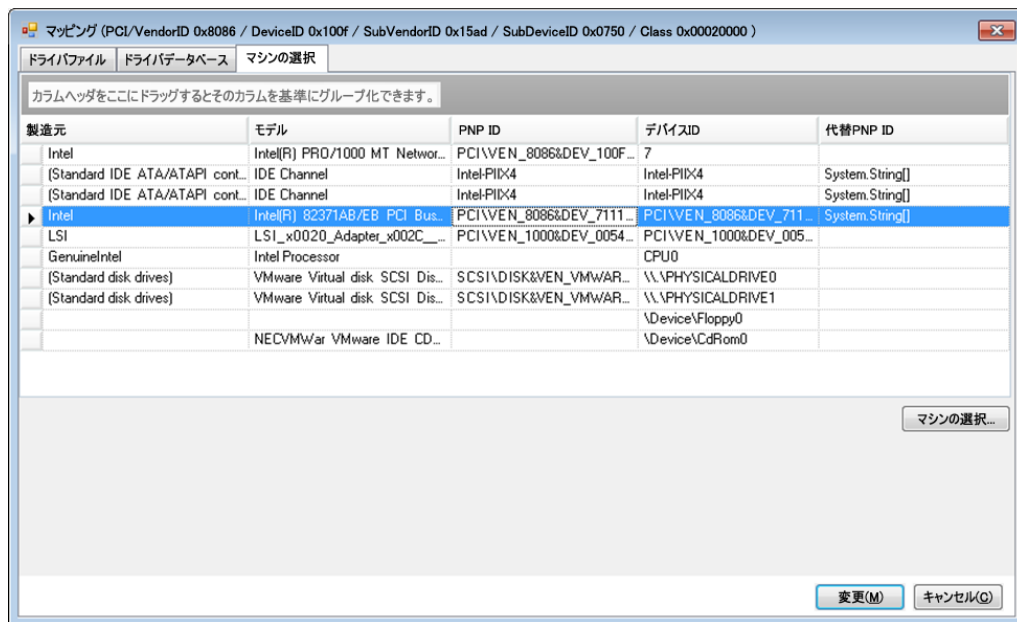 マッピング (PCI/VendorID 0x8086 / DeviceID 0x100f / SubVendorID 0x15ad / SubDeviceID 0x0750 / Class 0x00020000 )
ドライバファイル ドライバデータベース マシンの選択
カラムヘッダをここにドラッグするとそのカラムを基準にグループ化できます。
製造元 モデル PNP ID デバイスID 代替PNP ID
Intel Intel(R) PRO/1000 MT Networ... PCI\VEN_8086&DEV_100F... 7
(Standard IDE ATA/ATAPI cont... IDE Channel Intel-PIIX4 Intel-PIIX4 System.String[]
(Standard IDE ATA/ATAPI cont... IDE Channel Intel-PIIX4 Intel-PIIX4 System.String[]
Intel Intel(R) 82371AB/EB PCI Bus... PCI\VEN_8086&DEV_7111... PCI\VEN_8086&DEV_711... System.String[]
LSI LSI_x0020_Adapter_x002C__... PCI\VEN_1000&DEV_0054... PCI\VEN_1000&DEV_005...
GenuineIntel Intel Processor CPU0
(Standard disk drives) VMware Virtual disk SCSI Dis... SCSI\DISK&VEN_VMWAR... \\.\PHYSICALDRIVE0
(Standard disk drives) VMware Virtual disk SCSI Dis... SCSI\DISK&VEN_VMWAR... \\.\PHYSICALDRIVE1
\Device\Floppy0
NECVMWar VMware IDE CD... \Device\CdRom0
マシンの選択...
変更(M) キャンセル(C)